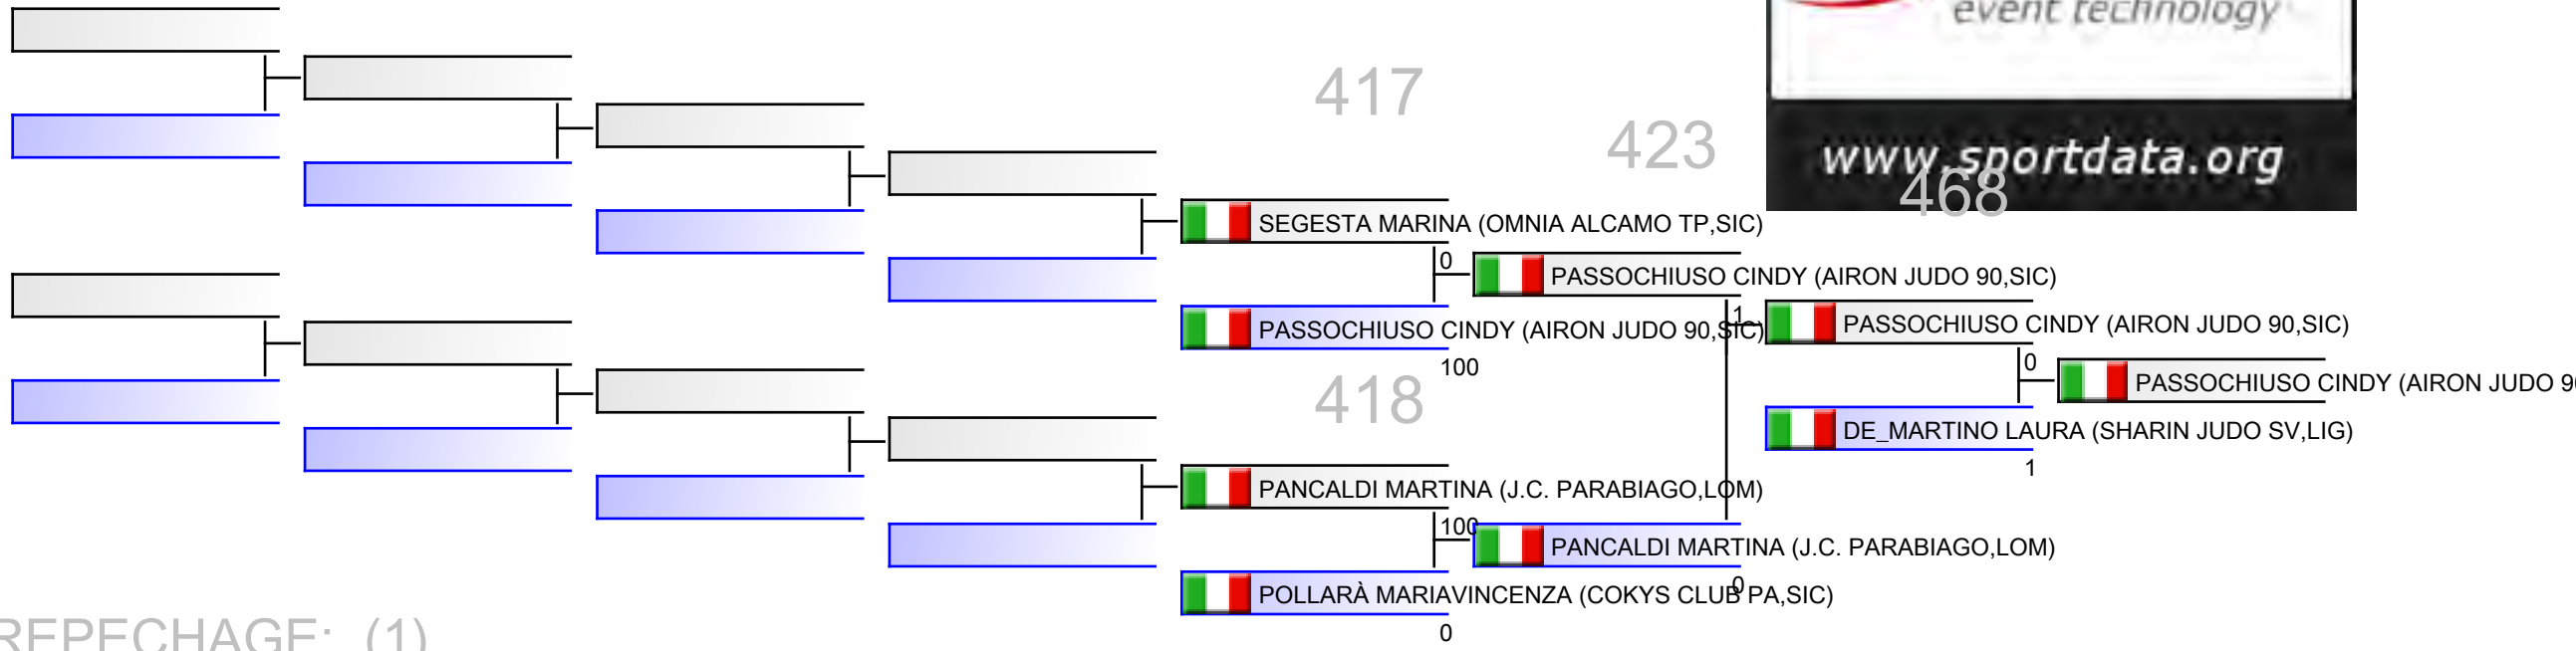 event technology
417
423
www.sportdata.org
468
SEGESTA MARINA (OMNIA ALCAMO TP,SIC)
0
PASSOCHIUSO CINDY (AIRON JUDO 90,SIC)
1
PASSOCHIUSO CINDY (AIRON JUDO 90,SIC)
PASSOCHIUSO CINDY (AIRON JUDO 90,SIC)
100
0
PASSOCHIUSO CINDY (AIRON JUDO 9
418
DE_MARTINO LAURA (SHARIN JUDO SV,LIG)
1
PANCALDI MARTINA (J.C. PARABIAGO,LOM)
100
PANCALDI MARTINA (J.C. PARABIAGO,LOM)
0
POLLARÀ MARIAVINCENZA (COKYS CLUB PA,SIC)
0
REPECHAGE: (1)